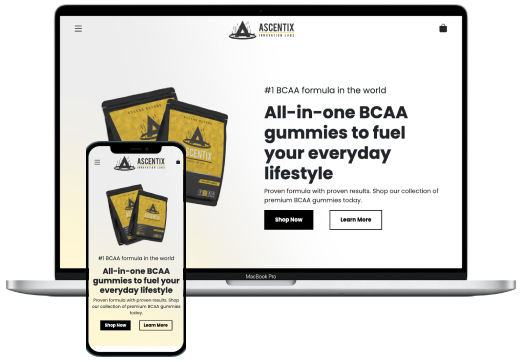 ASCENTIX
INNOVATION LABS
#1 BCAA formula in the world
All-in-one BCAA
gummies to fuel
your everyday
lifestyle
Proven formula with proven results. Shop our collection of
premium BCAA gummies today.
Shop Now
Learn More
ASCENTIX
MacBook Pro
ASCENTIX
INNOVATION LABS
#1 BCAA formula in the world
All-in-one BCAA
gummies to fuel your
everyday lifestyle
Proven formula with proven results. Shop
our collection of premium BCAA gummies
today.
Shop Now
Learn More